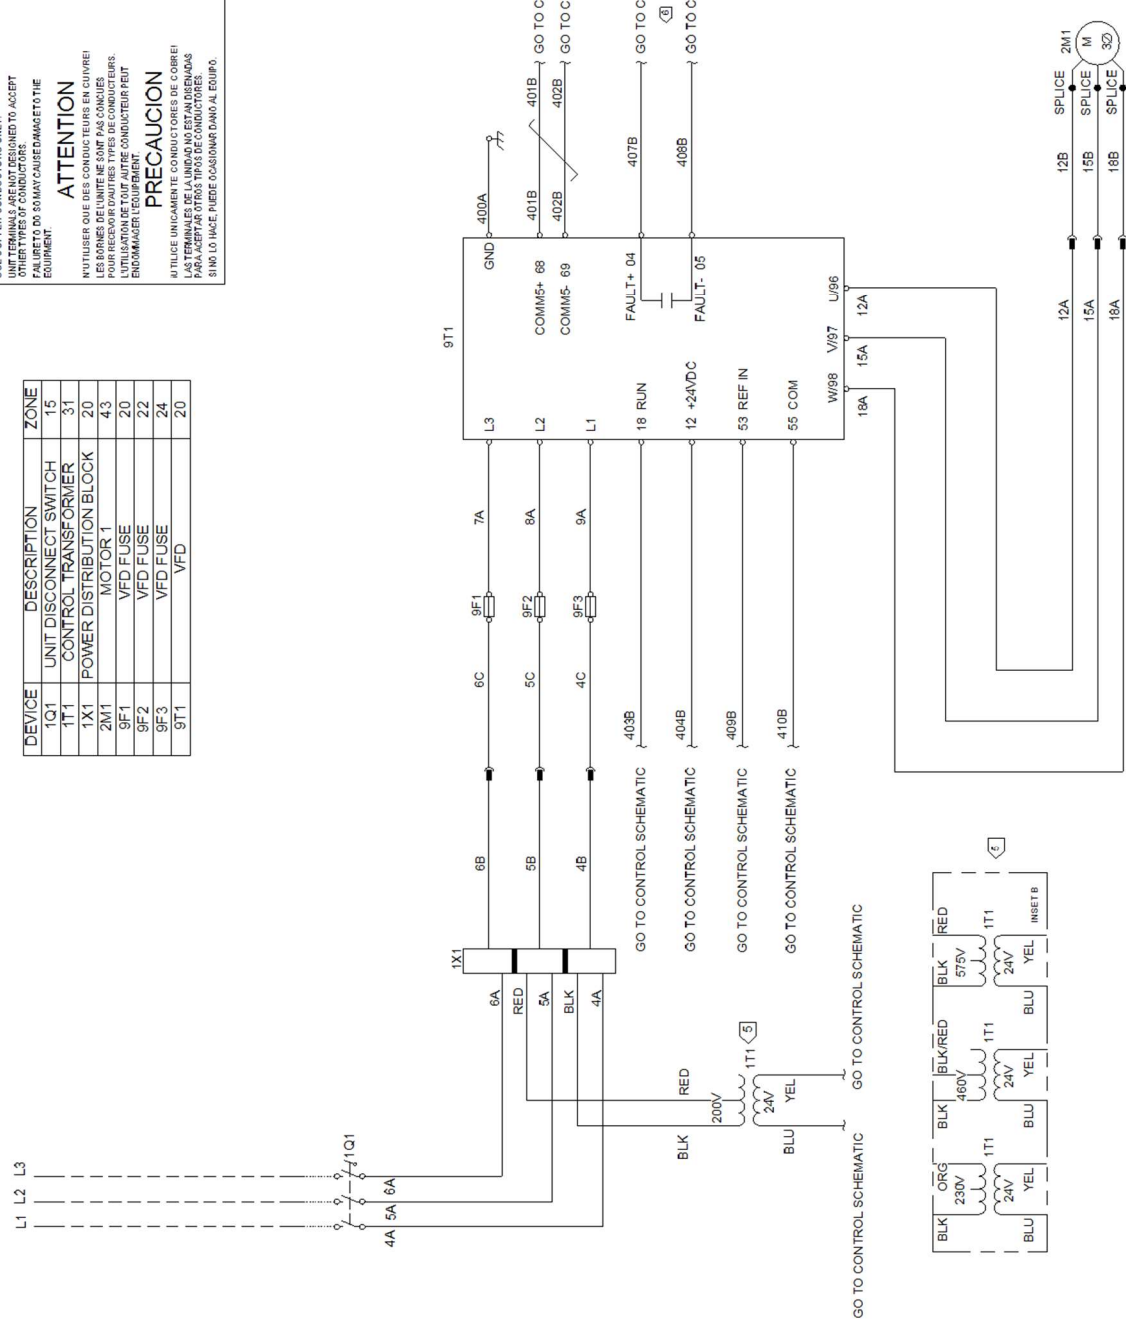 UNIT TERMINALS ARE NOT DESIGNED TO ACCEPT
OTHER TYPES OF CONDUCTORS.
FAILURE TO DO SO MAY CAUSE DAMAGE TO THE
EQUIPMENT.
ATTENTION
N'UTILISER QUE DES CONDUCTEURS EN CUIVRE!
LES BORNES DE L'UNITE NE SONT PAS CONCUES
POUR RECEVOIR D'AUTRES TYPES DE CONDUCTEURS.
L'UTILISATION DE TOUT AUTRE CONDUCTEUR PEUT
ENDOMMAGER L'EQUIPEMENT.
PRECAUCION
¡UTILICE UNICAMENTE CONDUCTORES DE COBRE!
LAS TERMINALES DE LA UNIDAD NO ESTAN DISENADAS
PARA ACEPTAR OTROS TIPOS DE CONDUCTORES.
SI NO LO HACE, PUEDE OCASIONAR DANO AL EQUIPO.
DEVICE DESCRIPTION ZONE
1Q1 UNIT DISCONNECT SWITCH 15
1T1 CONTROL TRANSFORMER 31
1X1 POWER DISTRIBUTION BLOCK 20
2M1 MOTOR 1 43
9F1 VFD FUSE 20
9F2 VFD FUSE 22
9F3 VFD FUSE 24
9T1 VFD 20
L3
L2
L1
1Q1
6A
5A
4A
1X1
6A
RED
5A
BLK
4A
6B
5B
4B
6C
5C
4C
9F1
9F2
9F3
7A
8A
9A
9T1
L3
L2
L1
18 RUN
12 +24VDC
53 REF IN
55 COM
GND
COMM5+ 68
COMM5- 69
FAULT+ 04
FAULT- 05
W/98
V/97
U/96
400A
401B
402B
401B
402B
407B
408B
GO TO C
GO TO C
GO TO C
6
GO TO C
GO TO CONTROL SCHEMATIC 403B
GO TO CONTROL SCHEMATIC 404B
GO TO CONTROL SCHEMATIC 409B
GO TO CONTROL SCHEMATIC 410B
18A
15A
12A
12A
15A
18A
12B
15B
18B
SPLICE
SPLICE
SPLICE
2M1
M
3Ø
BLK
RED
200V
1T1
5
24V
BLU
YEL
GO TO CONTROL SCHEMATIC
GO TO CONTROL SCHEMATIC
BLK
ORG
230V
1T1
24V
BLU
YEL
BLK
BLK/RED
460V
1T1
24V
BLU
YEL
BLK
RED
575V
1T1
24V
BLU
YEL
INSET B
5